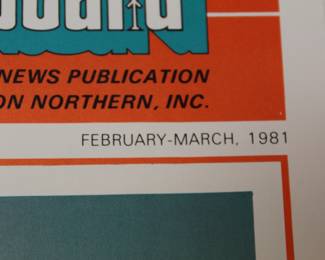 NEWS PUBLICATION
ON NORTHERN, INC.
FEBRUARY-MARCH, 1981